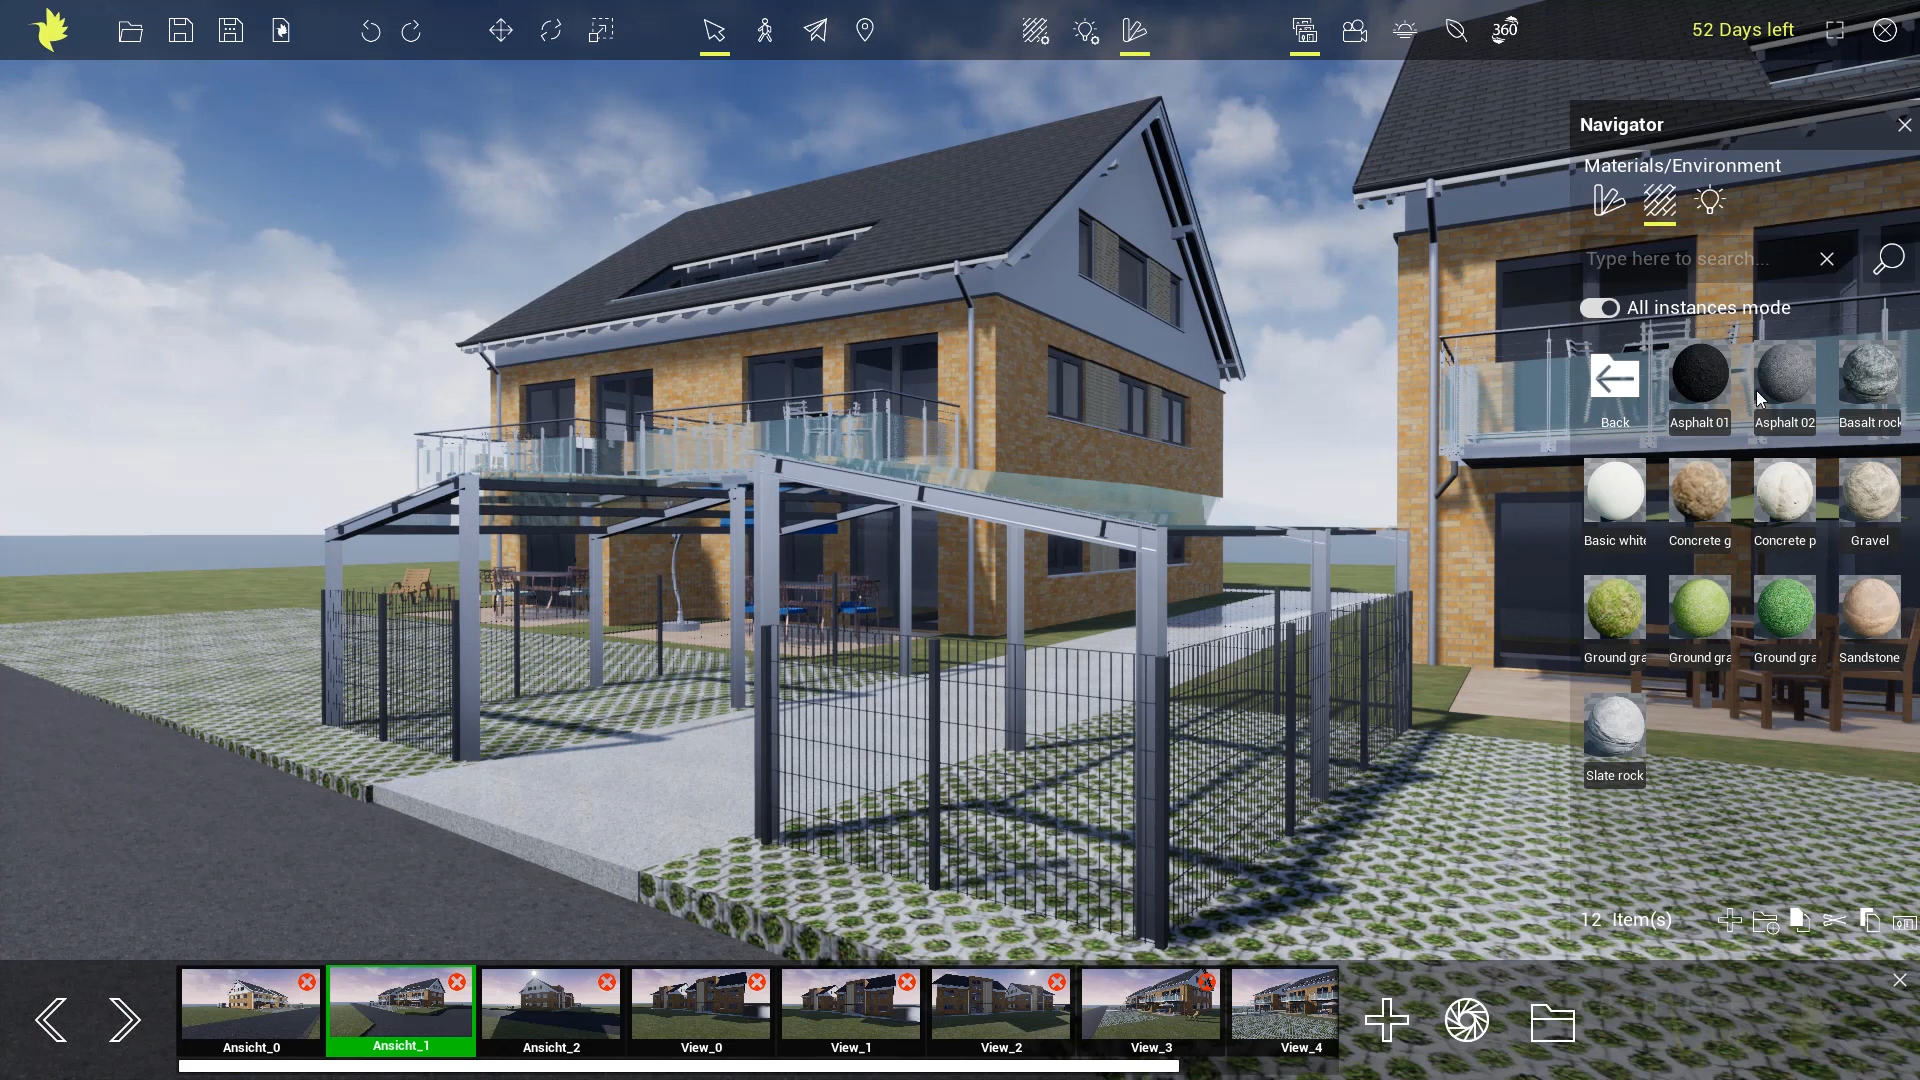 360
52 Days left
Navigator
Materials/Environment
Type here to search...
All instances mode
Back
Asphalt 01
Asphalt 02
Basalt rock
Basic white
Concrete g
Concrete p
Gravel
Ground gra
Ground gra
Ground gra
Sandstone
Slate rock
12 Item(s)
Ansicht_0
Ansicht_1
Ansicht_2
View_0
View_1
View_2
View_3
View_4